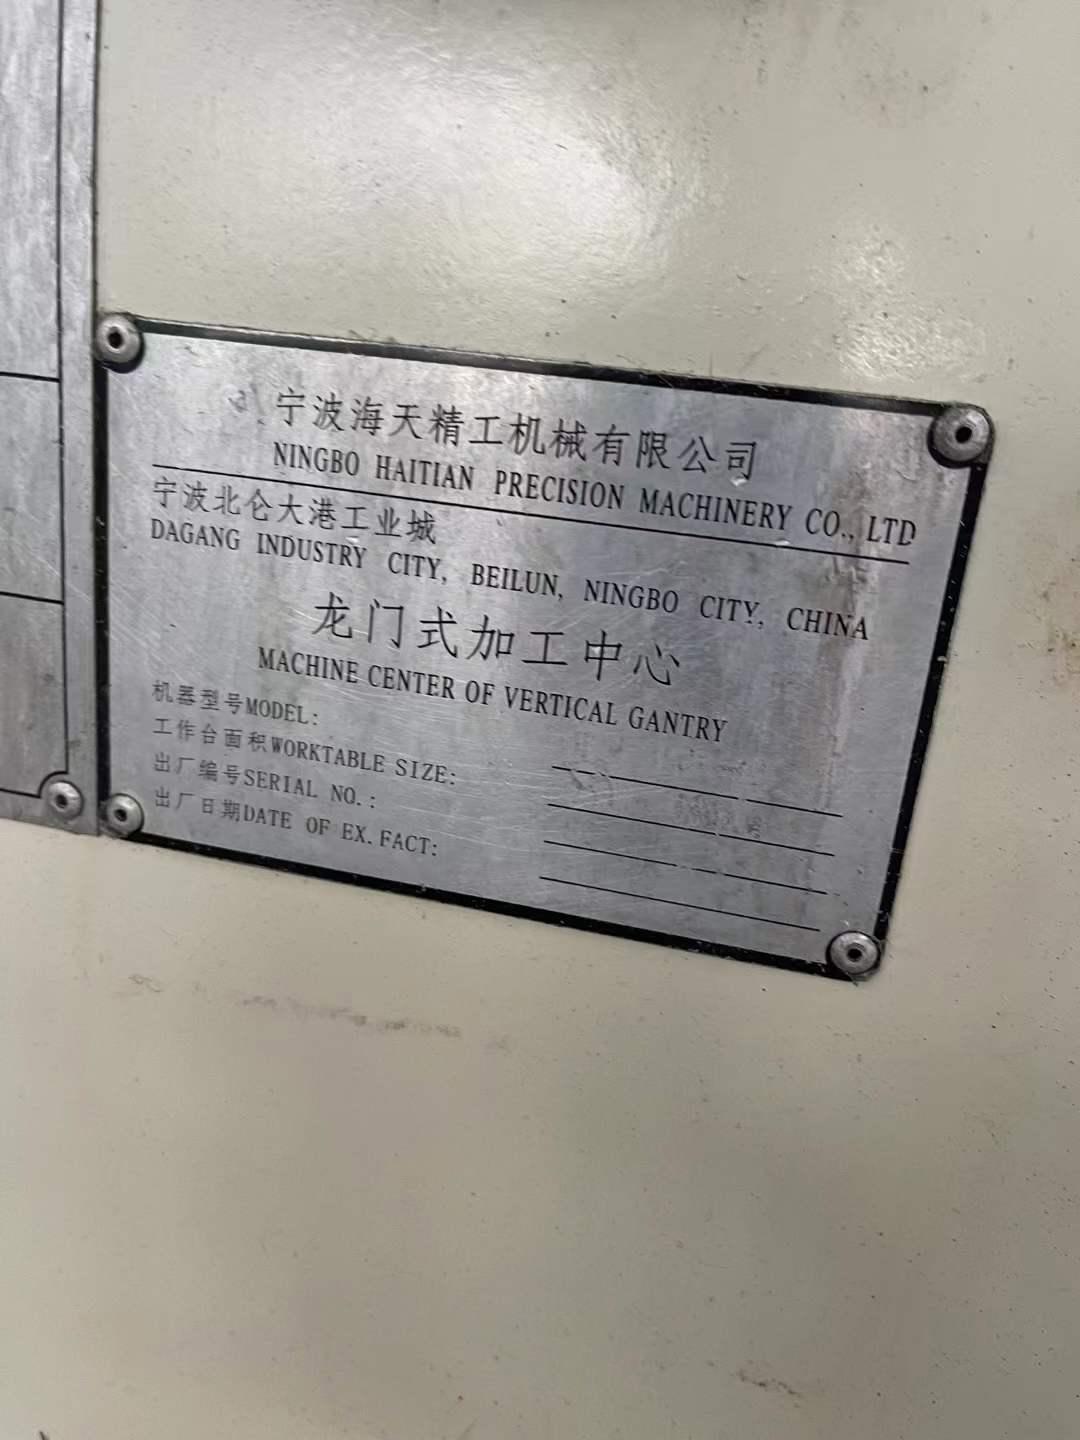 宁波海天精工机械有限公司
NINGBO HAITIAN PRECISION MACHINERY CO., LTD
宁波北仑大港工业城
DAGANG INDUSTRY CITY, BEILUN, NINGBO CITY, CHINA
龙门式加工中心
MACHINE CENTER OF VERTICAL GANTRY
机器型号MODEL:
工作台面积WORKTABLE SIZE:
出厂编号SERIAL NO.:
出厂日期DATE OF EX.FACT: